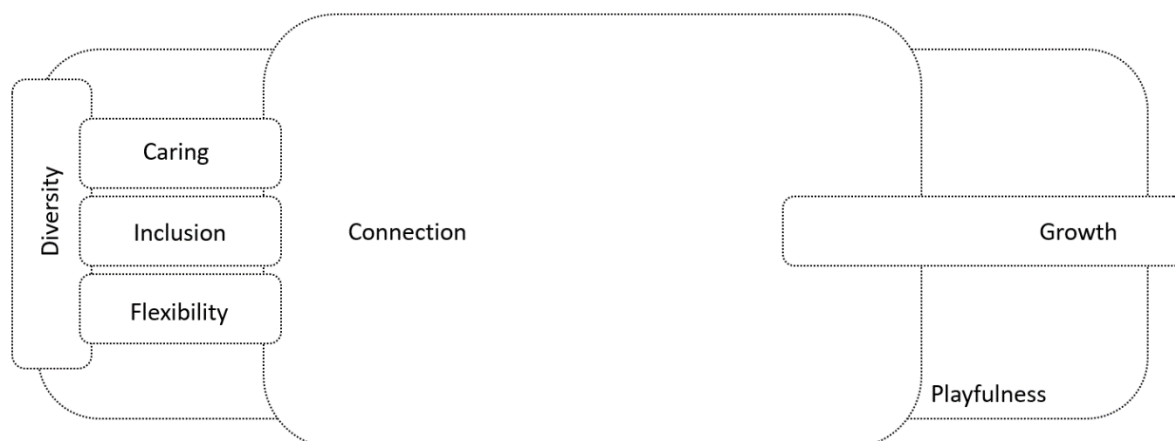 Diversity
Caring
Inclusion
Flexibility
Connection
Growth
Playfulness